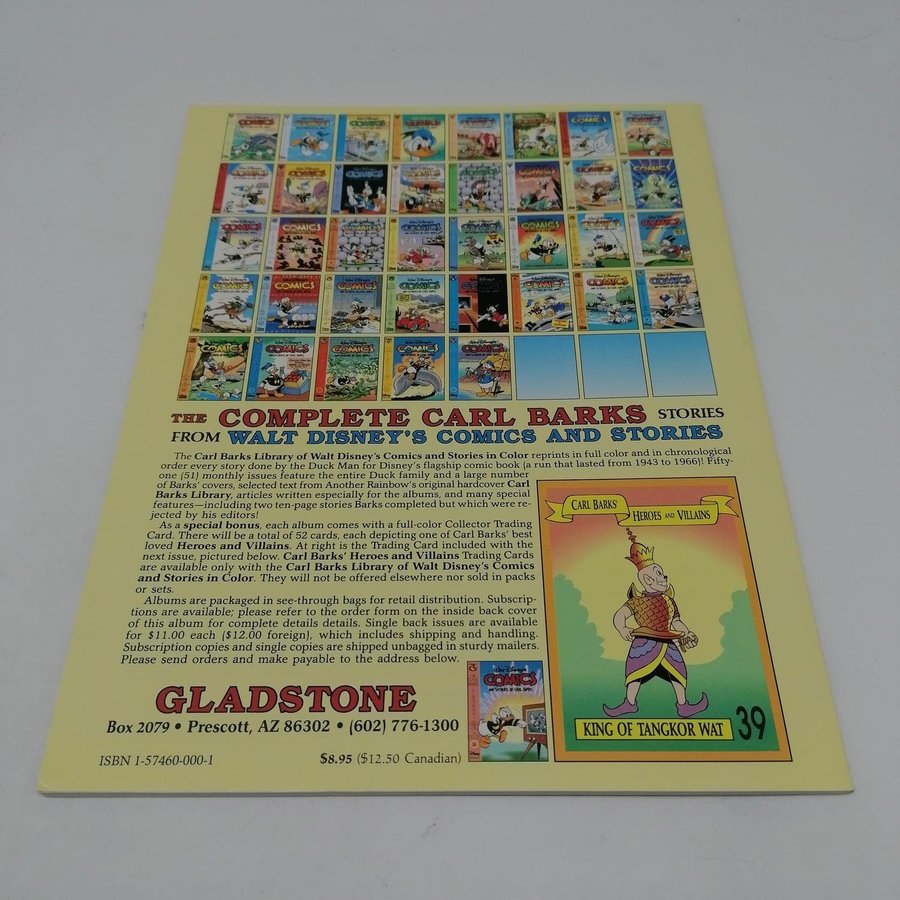 THE COMPLETE CARL BARKS STORIES
FROM WALT DISNEY'S COMICS AND STORIES
The Carl Barks Library of Walt Disney's Comics and Stories in Color reprints in full color and in chronological
order every story done by the Duck Man for Disney's flagship comic book (a run that lasted from 1943 to 1966)! Fifty-
one (51) monthly issues feature the entire Duck family and a large number
of Barks' covers, selected text from Another Rainbow's original hardcover Carl
Barks Library, articles written especially for the albums, and many special
features—including two ten-page stories Barks completed but which were re-
jected by his editors!
As a special bonus, each album comes with a full-color Collector Trading
Card. There will be a total of 52 cards, each depicting one of Carl Barks' best
loved Heroes and Villains. At right is the Trading Card included with the
next issue, pictured below. Carl Barks' Heroes and Villains Trading Cards
are available only with the Carl Barks Library of Walt Disney's Comics
and Stories in Color. They will not be offered elsewhere nor sold in packs
or sets.
Albums are packaged in see-through bags for retail distribution. Subscrip-
tions are available; please refer to the order form on the inside back cover
of this album for complete details details. Single back issues are available
for $11.00 each ($12.00 foreign), which includes shipping and handling.
Subscription copies and single copies are shipped unbagged in sturdy mailers.
Please send orders and make payable to the address below.
GLADSTONE
Box 2079 • Prescott, AZ 86302 • (602) 776-1300
ISBN 1-57460-000-1
$8.95 ($12.50 Canadian)
WALT DISNEY'S
COMICS
CARL BARKS'
HEROES AND VILLAINS
KING OF TANGKOR WAT
39